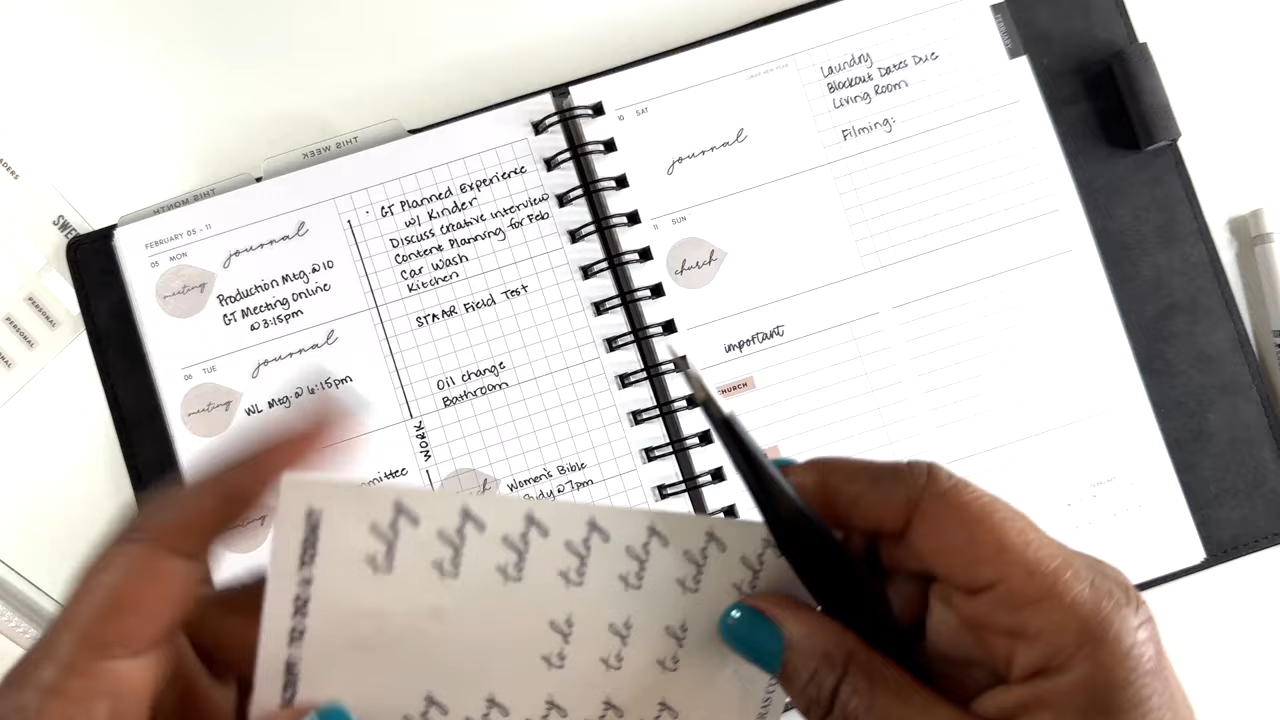 THIS MONTH
THIS WEEK
FEBRUARY 05 - 11
05 MON
journal
meeting
Production Mtg. @ 10
GT Meeting Online
@ 3:15pm
06 TUE
journal
meeting
WL Mtg. @ 6:15pm
mmittee
• GT Planned Experience
w/ Kinder
Discuss Creative Interview
Content Planning for Feb
Car Wash
Kitchen
STAAR Field Test
Oil change
Bathroom
WORK
Women's Bible
@ 7pm
10 SAT
journal
11 SUN
church
important
CHURCH
FEBRUARY
Laundry
Blockout Dates Due
Living Room
Filming:
PERSONAL
PERSONAL
today today today today today today today
to do to do to do